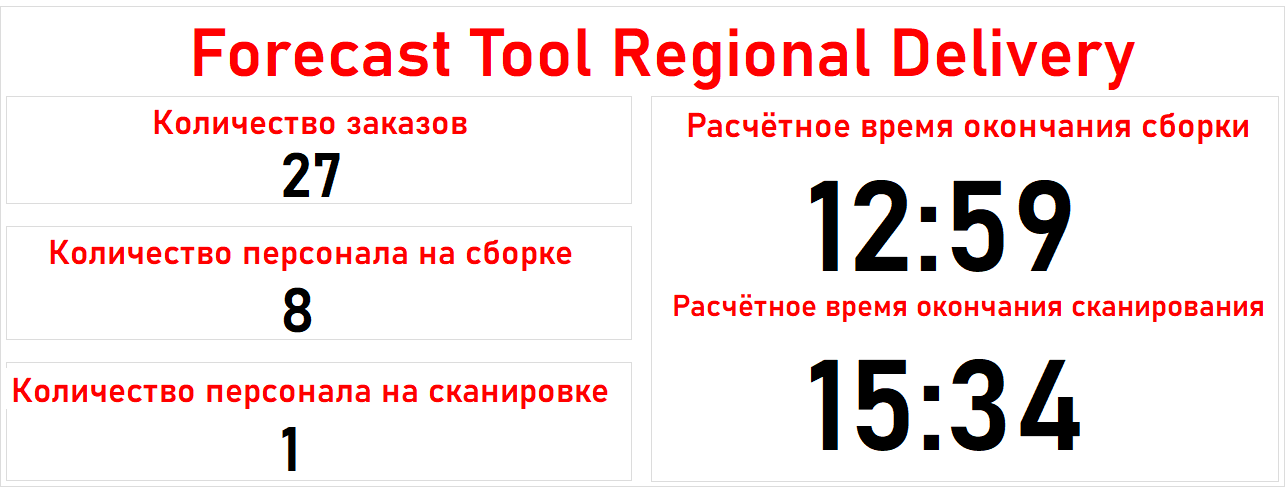 Forecast Tool Regional Delivery
Количество заказов
27
Количество персонала на сборке
8
Количество персонала на сканировке
1
Расчётное время окончания сборки
12:59
Расчётное время окончания сканирования
15:34